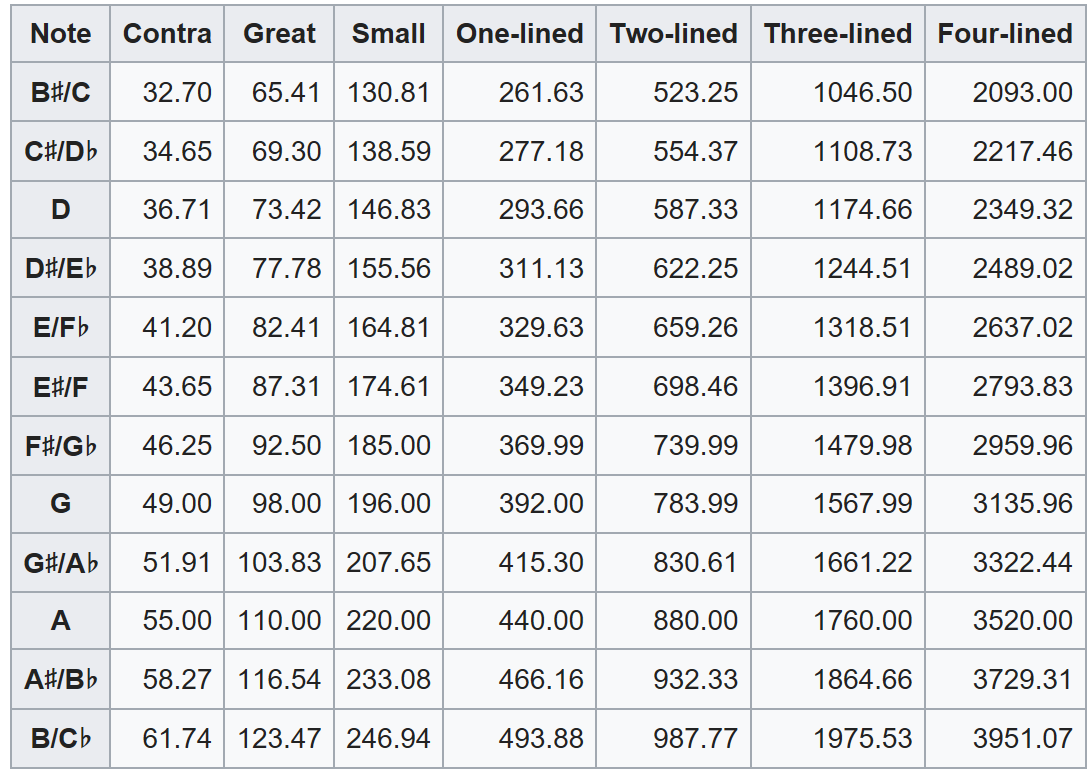 Note Contra Great Small One-lined Two-lined Three-lined Four-lined
B♯/C 32.70 65.41 130.81 261.63 523.25 1046.50 2093.00
C♯/D♭ 34.65 69.30 138.59 277.18 554.37 1108.73 2217.46
D 36.71 73.42 146.83 293.66 587.33 1174.66 2349.32
D♯/E♭ 38.89 77.78 155.56 311.13 622.25 1244.51 2489.02
E/F♭ 41.20 82.41 164.81 329.63 659.26 1318.51 2637.02
E♯/F 43.65 87.31 174.61 349.23 698.46 1396.91 2793.83
F♯/G♭ 46.25 92.50 185.00 369.99 739.99 1479.98 2959.96
G 49.00 98.00 196.00 392.00 783.99 1567.99 3135.96
G♯/A♭ 51.91 103.83 207.65 415.30 830.61 1661.22 3322.44
A 55.00 110.00 220.00 440.00 880.00 1760.00 3520.00
A♯/B♭ 58.27 116.54 233.08 466.16 932.33 1864.66 3729.31
B/C♭ 61.74 123.47 246.94 493.88 987.77 1975.53 3951.07